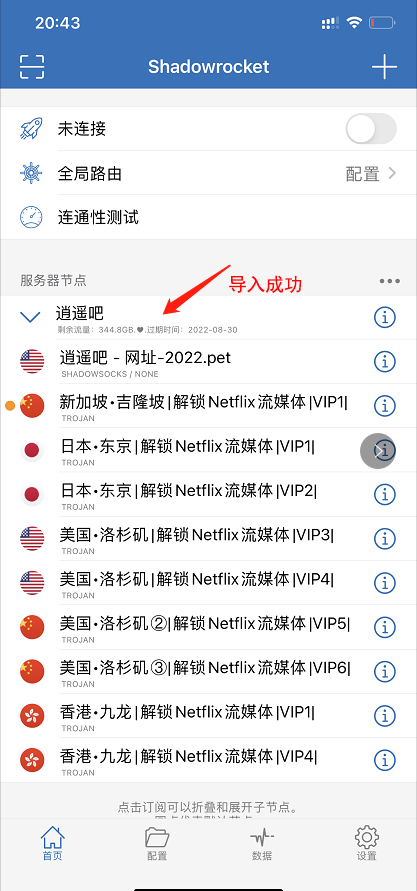 20:43
Shadowrocket
未连接
全局路由
配置
连通性测试
服务器节点
导入成功
逍遥吧
剩余流量：344.8GB.♥.过期时间：2022-08-30
逍遥吧 - 网址-2022.pet
SHADOWSOCKS / NONE
新加坡•吉隆坡|解锁Netflix流媒体|VIP1|
TROJAN
日本•东京|解锁Netflix流媒体|VIP1|
TROJAN
日本•东京|解锁Netflix流媒体|VIP2|
TROJAN
美国•洛杉矶|解锁Netflix流媒体|VIP3|
TROJAN
美国•洛杉矶|解锁Netflix流媒体|VIP4|
TROJAN
美国•洛杉矶②|解锁Netflix流媒体|VIP5|
TROJAN
美国•洛杉矶③|解锁Netflix流媒体|VIP6|
TROJAN
香港•九龙|解锁Netflix流媒体|VIP1|
TROJAN
香港•九龙|解锁Netflix流媒体|VIP4|
TROJAN
点击订阅可以折叠和展开子节点。
首页
配置
数据
设置